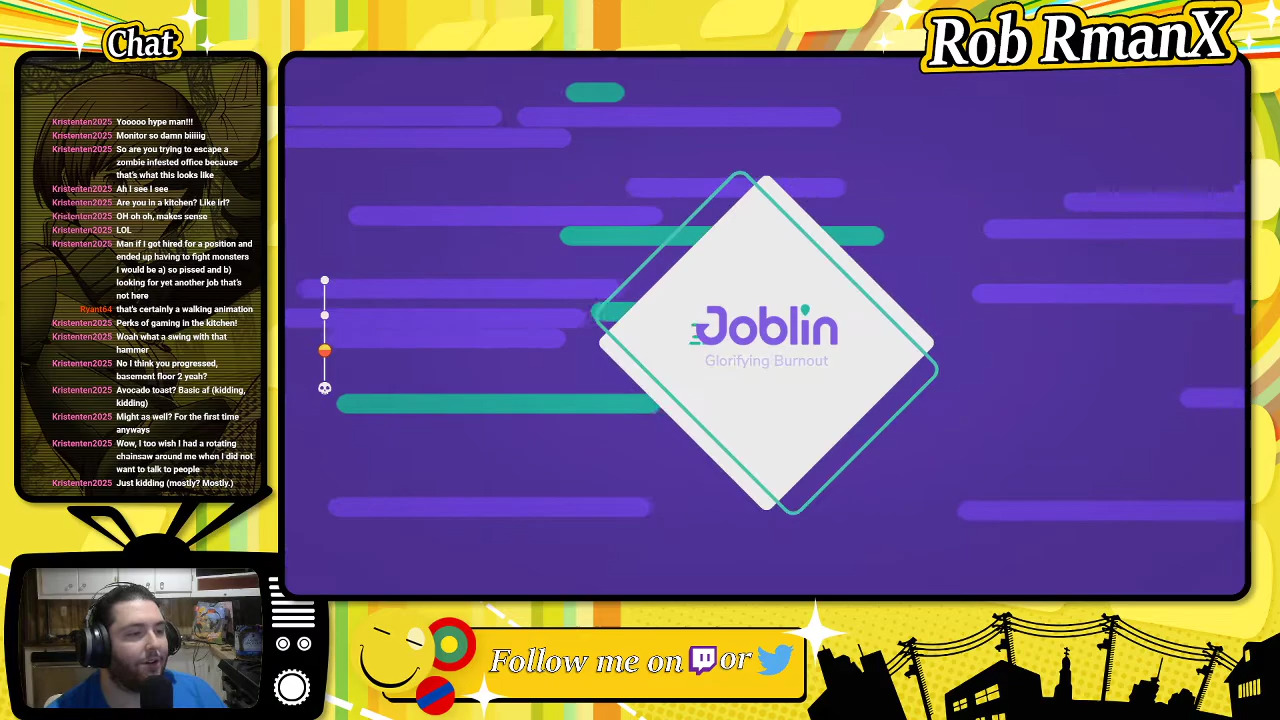 Chat
Rob RmanX
Kristenten2025 Yooooo hype man!!!
Kristenten2025 Monitor so damn biiiiig
Kristenten2025 So are you trying to escape a
zombie infested office because
that's what this looks like
Kristenten2025 Ah I see I see
Kristenten2025 Are you in a kitchen? Like irl?
Kristenten2025 OH oh oh, makes sense
Kristenten2025 LOL
Kristenten2025 Man if I got hired for a position and
ended up having to fight monsters
I would be a) so pissed and b)
looking for yet another job that's
not here
Ryant64 that's certainly a walking animation
Kristenten2025 Perks of gaming in the kitchen!
Kristenten2025 Woah what a swing with that
hammer
Kristenten2025 No I think you progressed,
basement floor 2 yeah?
Kristenten2025 Avocado toast? Basic af (kidding,
kidding)
Kristenten2025 Might as well? For the first time
anyways
Kristenten2025 Wow, I too wish I had a rotating
chainsaw around me when I did not
want to talk to people
Kristenten2025 Just kidding (mostly? Mostly.)
Joblin
Glorifying Burnout
Follow me on or